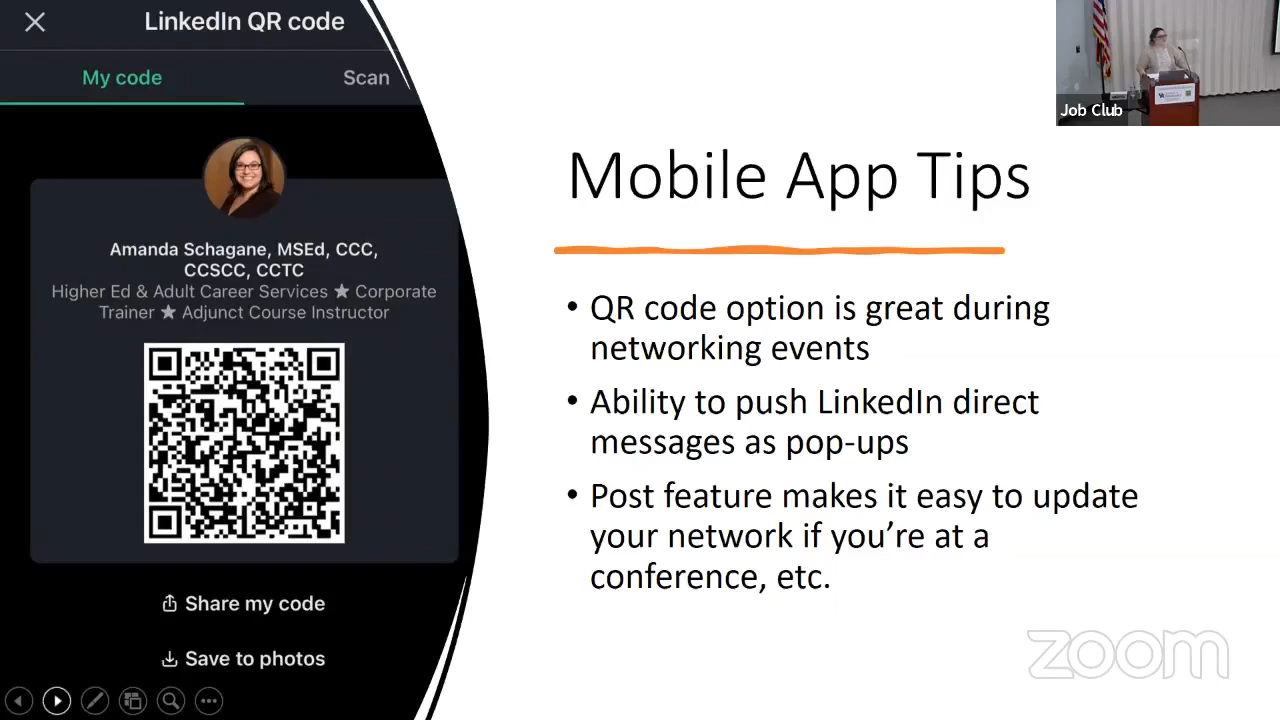 LinkedIn QR code
My code
Scan
Amanda Schagane, MSEd, CCC,
CCSCC, CCTC
Higher Ed & Adult Career Services ★ Corporate
Trainer ★ Adjunct Course Instructor
Share my code
Save to photos
Job Club
Mobile App Tips
• QR code option is great during
networking events
• Ability to push LinkedIn direct
messages as pop-ups
• Post feature makes it easy to update
your network if you’re at a
conference, etc.
zoom